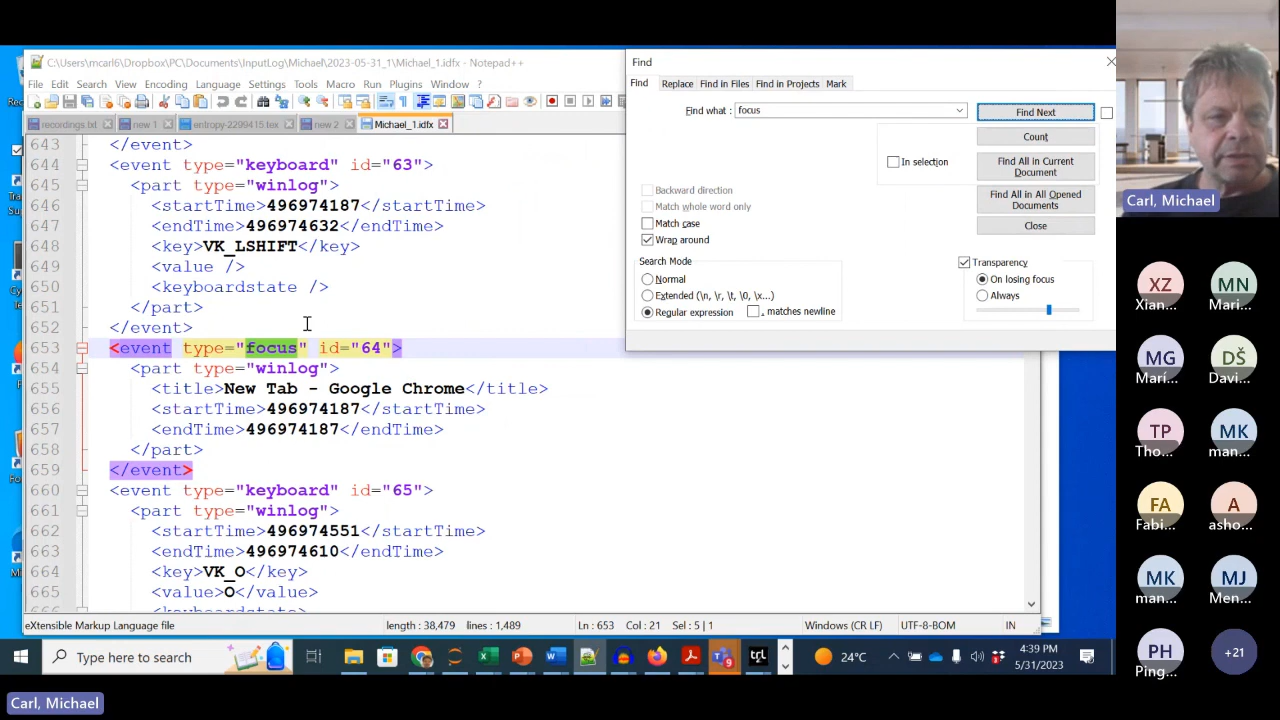 C:\Users\mcarl6\Dropbox\PC\Documents\InputLog\Michael\2023-05-31_1\Michael_1.idfx - Notepad++
File Edit Search View Encoding Language Settings Tools Macro Run Plugins Window ?
recordings.txt new 1 entropy-2299415.tex new 2 Michael_1.idfx
643 </event>
644 <event type="keyboard" id="63">
645 <part type="winlog">
646 <startTime>496974187</startTime>
647 <endTime>496974632</endTime>
648 <key>VK_LSHIFT</key>
649 <value />
650 <keyboardstate />
651 </part>
652 </event>
653 <event type="focus" id="64">
654 <part type="winlog">
655 <title>New Tab - Google Chrome</title>
656 <startTime>496974187</startTime>
657 <endTime>496974187</endTime>
658 </part>
659 </event>
660 <event type="keyboard" id="65">
661 <part type="winlog">
662 <startTime>496974551</startTime>
663 <endTime>496974610</endTime>
664 <key>VK_O</key>
665 <value>O</value>
eXtensible Markup Language file length : 38,479 lines : 1,489 Ln : 653 Col : 21 Sel : 5 | 1 Windows (CR LF) UTF-8-BOM IN
Find
Find Replace Find in Files Find in Projects Mark
Find what : focus
Find Next
Count
In selection
Find All in Current Document
Find All in All Opened Documents
Close
Backward direction
Match whole word only
Match case
Wrap around
Search Mode
Normal
Extended (\n, \r, \t, \0, \x...)
Regular expression
. matches newline
Transparency
On losing focus
Always
Type here to search
24°C
4:39 PM
5/31/2023
Carl, Michael
XZ
Xian...
MN
Mari...
MG
Marí...
DŠ
Davi...
TP
Tho...
MK
man...
FA
Fabi...
A
asho...
MK
man...
MJ
Men...
PH
Ping...
+21
Carl, Michael